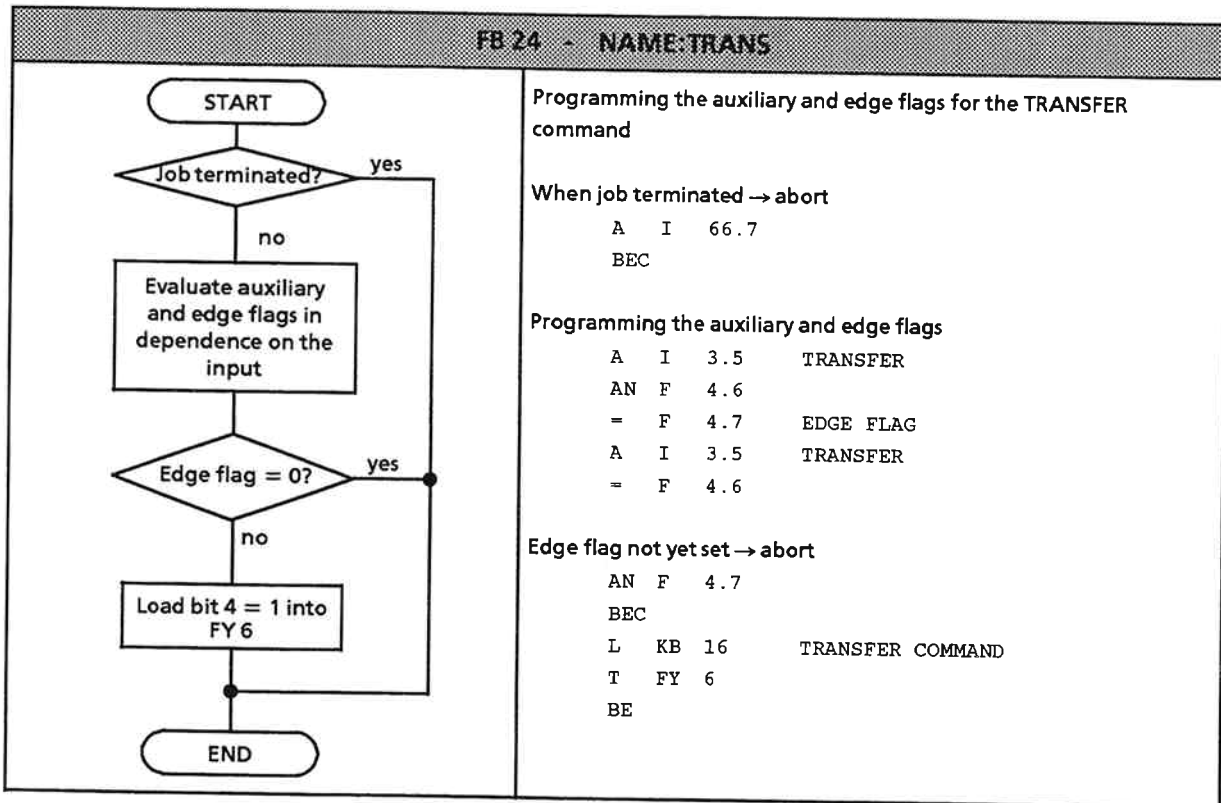 FB 24 - NAME:TRANS
START
Job terminated?
yes
no
Evaluate auxiliary
and edge flags in
dependence on the
input
Edge flag = 0?
yes
no
Load bit 4 = 1 into
FY 6
END
Programming the auxiliary and edge flags for the TRANSFER
command
When job terminated → abort
A I 66.7
BEC
Programming the auxiliary and edge flags
A I 3.5 TRANSFER
AN F 4.6
= F 4.7 EDGE FLAG
A I 3.5 TRANSFER
= F 4.6
Edge flag not yet set → abort
AN F 4.7
BEC
L KB 16 TRANSFER COMMAND
T FY 6
BE